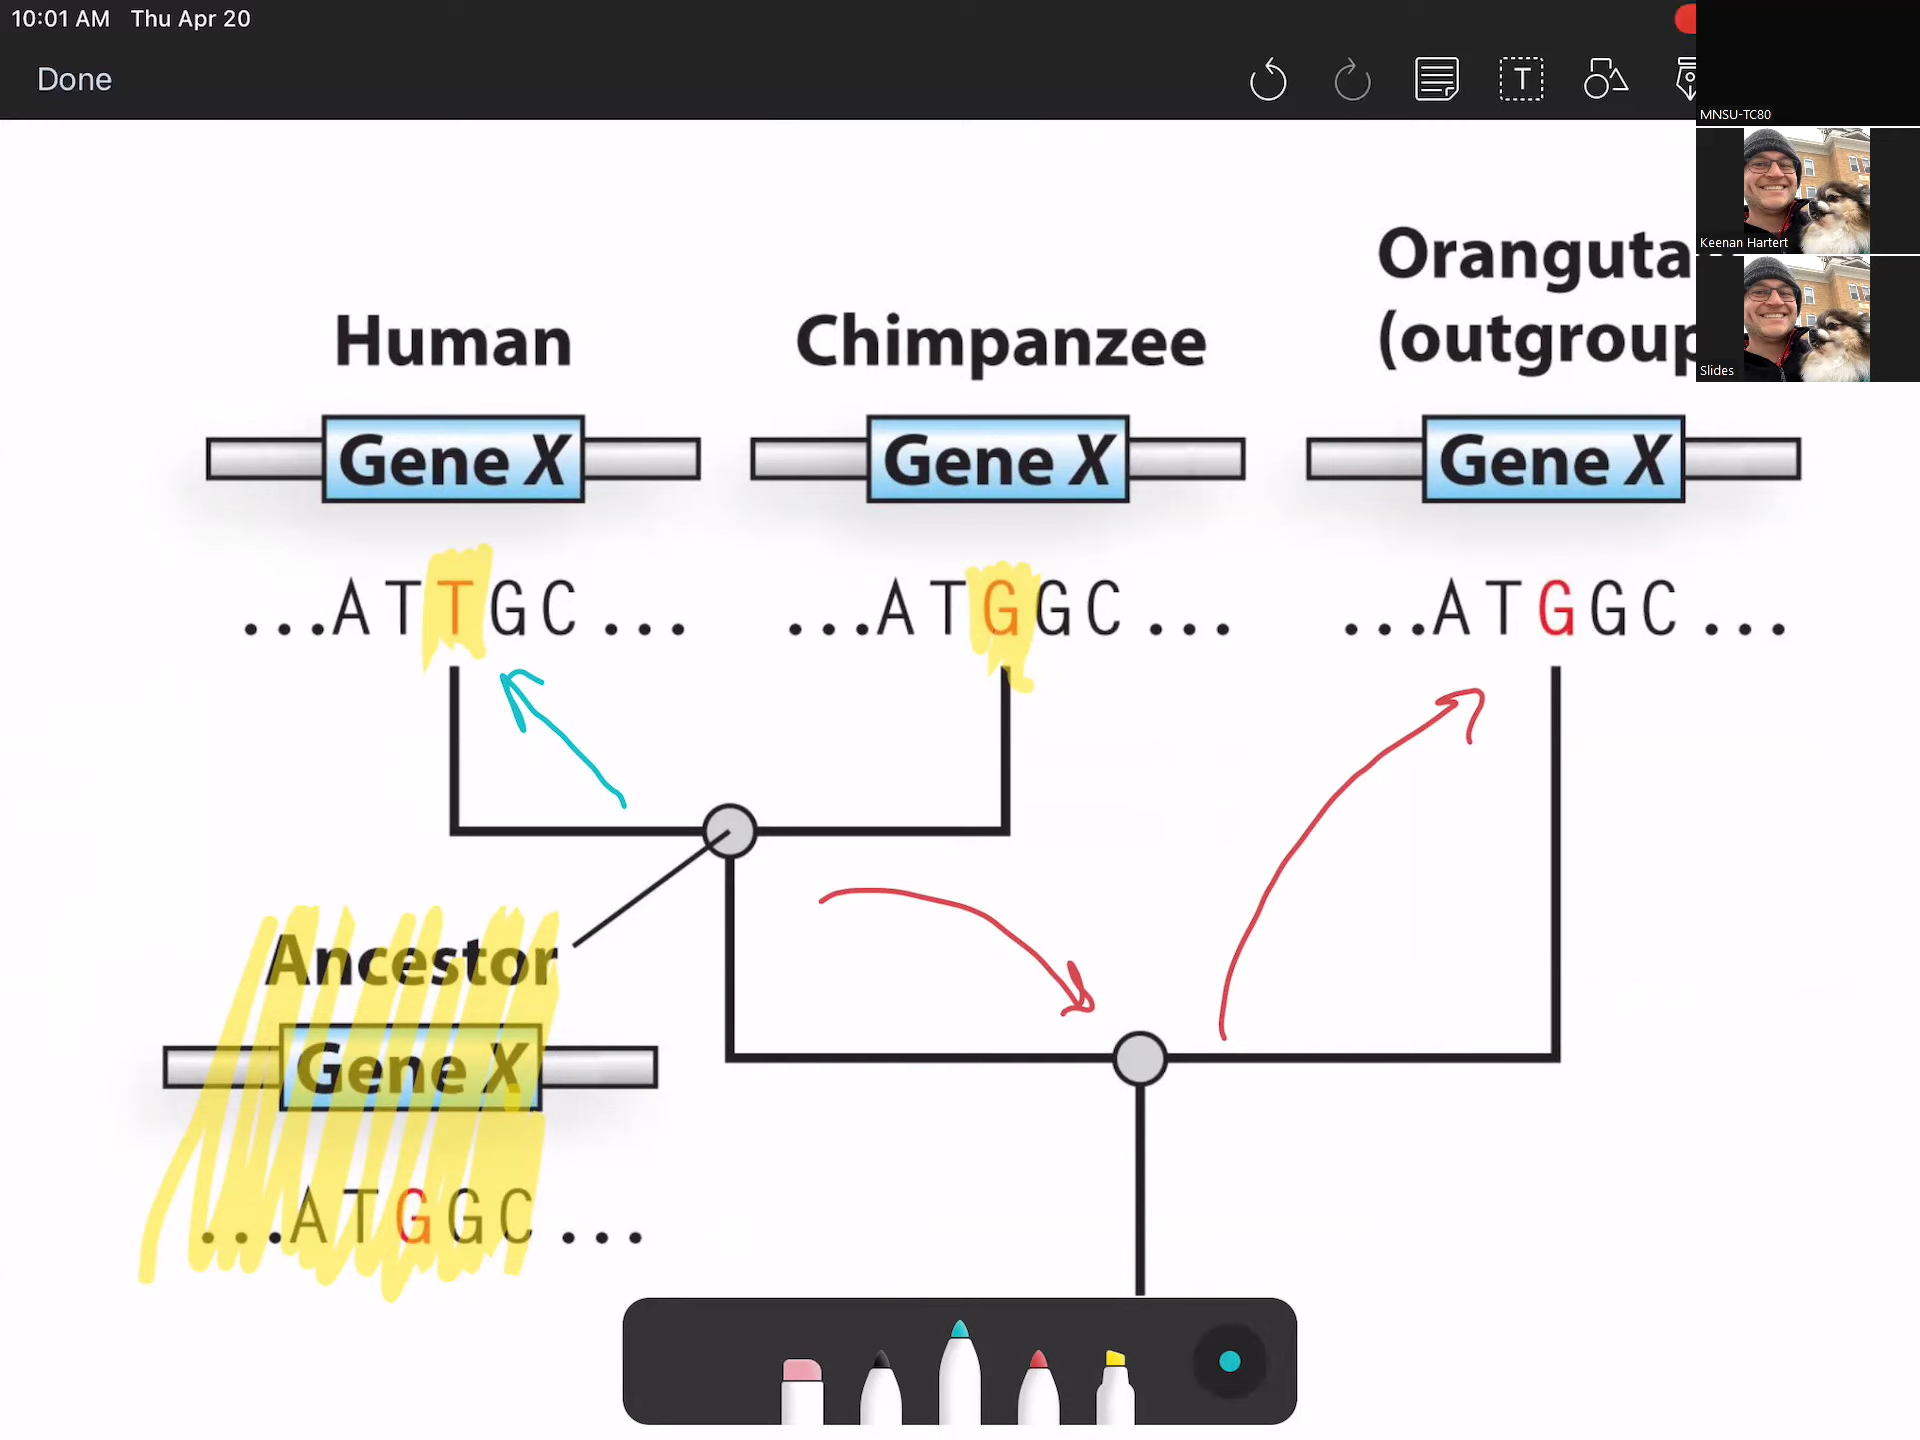 10:01 AM Thu Apr 20
Done
T
MNSU-TC80
Keenan Hartert
Slides
Human
Chimpanzee
Oranguta
(outgroup
Gene X
Gene X
Gene X
...ATTGC...
...ATGGC...
...ATGGC...
Ancestor
Gene X
...ATGGC...